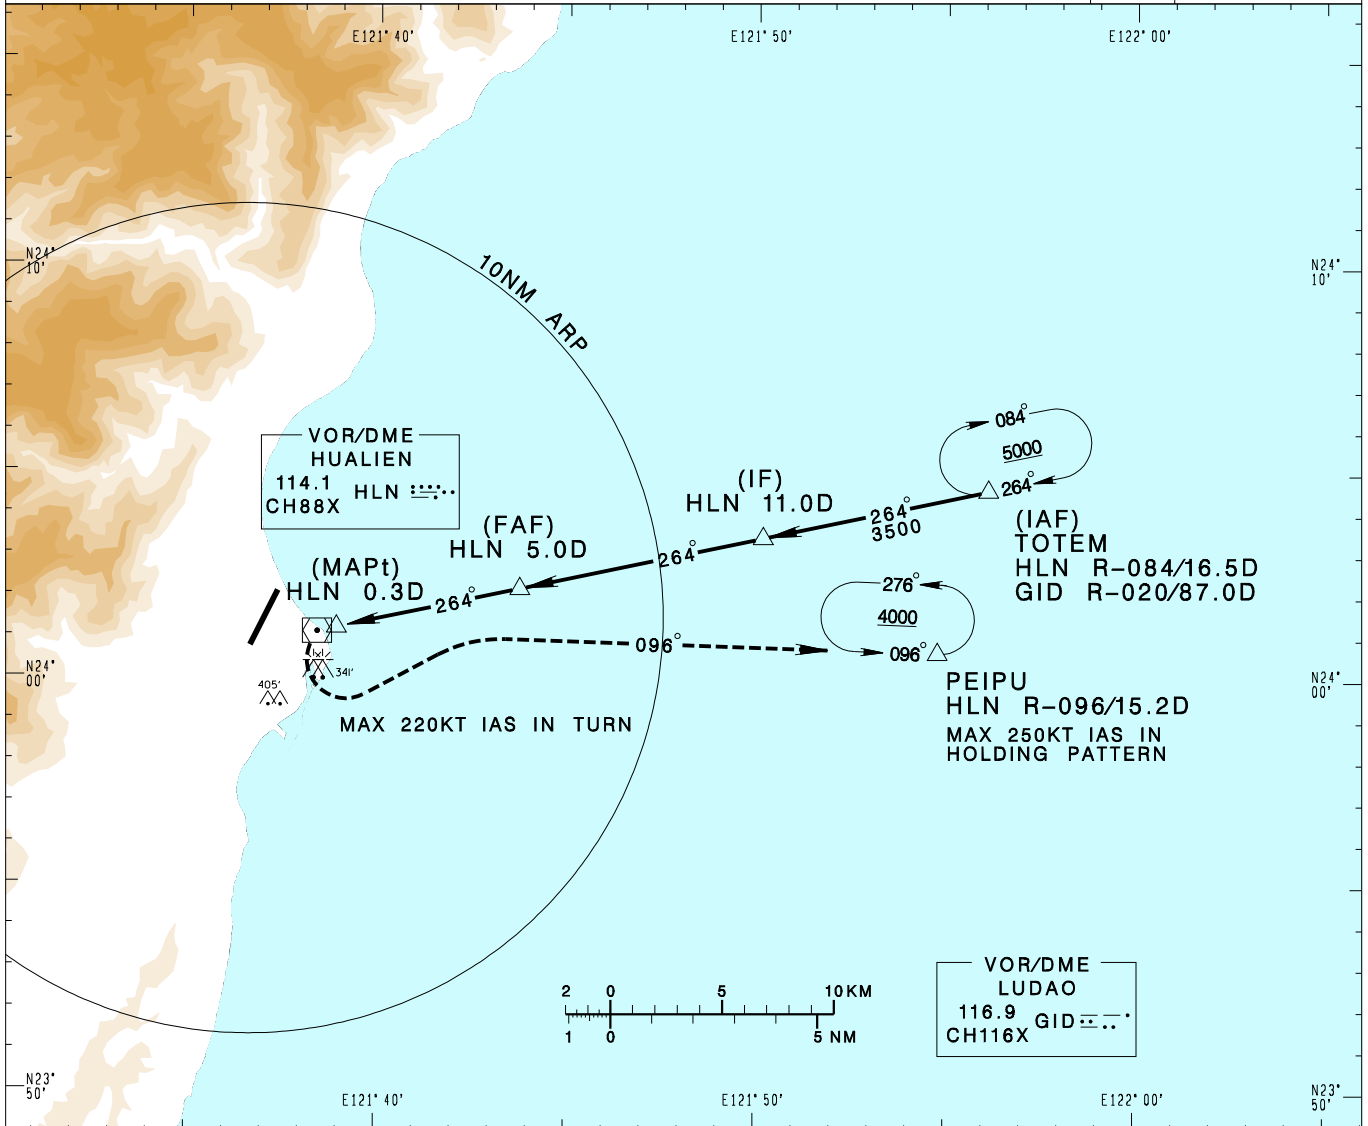 E121° 40'
E121° 50'
E122° 00'
N24°
10'
N24°
10'
10NM ARP
084°
5000
264°
VOR/DME
HUALIEN
114.1
CH88X
HLN
(IF)
HLN 11.0D
264°
3500
(IAF)
TOTEM
HLN R-084/16.5D
GID R-020/87.0D
(FAF)
HLN 5.0D
264°
(MAPt)
HLN 0.3D
264°
276°
4000
096°
096°
N24°
00'
341'
405'
MAX 220KT IAS IN TURN
PEIPU
HLN R-096/15.2D
MAX 250KT IAS IN
HOLDING PATTERN
N24°
00'
VOR/DME
LUDAO
116.9
CH116X
GID
2 0 5 10 KM
1 0 5 NM
N23°
50'
E121° 40'
E121° 50'
E122° 00'
N23°
50'